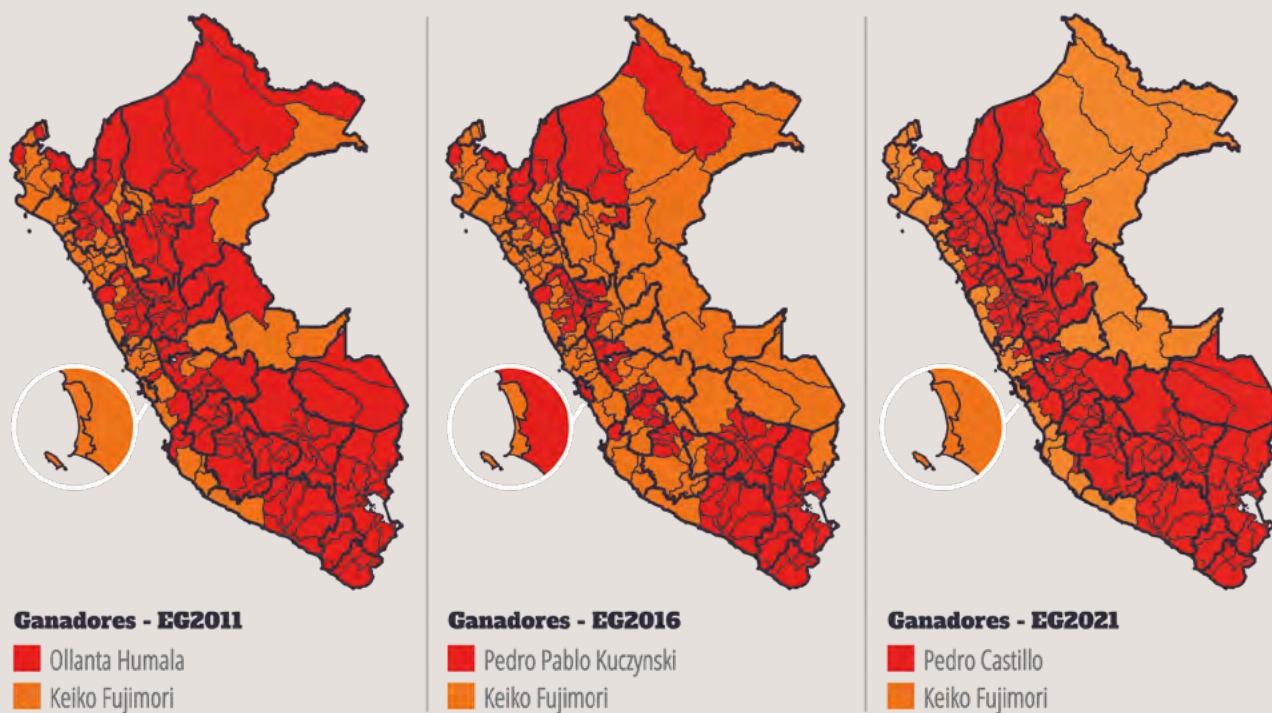 Ganadores - EG2011
Ollanta Humala
Keiko Fujimori
Ganadores - EG2016
Pedro Pablo Kuczynski
Keiko Fujimori
Ganadores - EG2021
Pedro Castillo
Keiko Fujimori